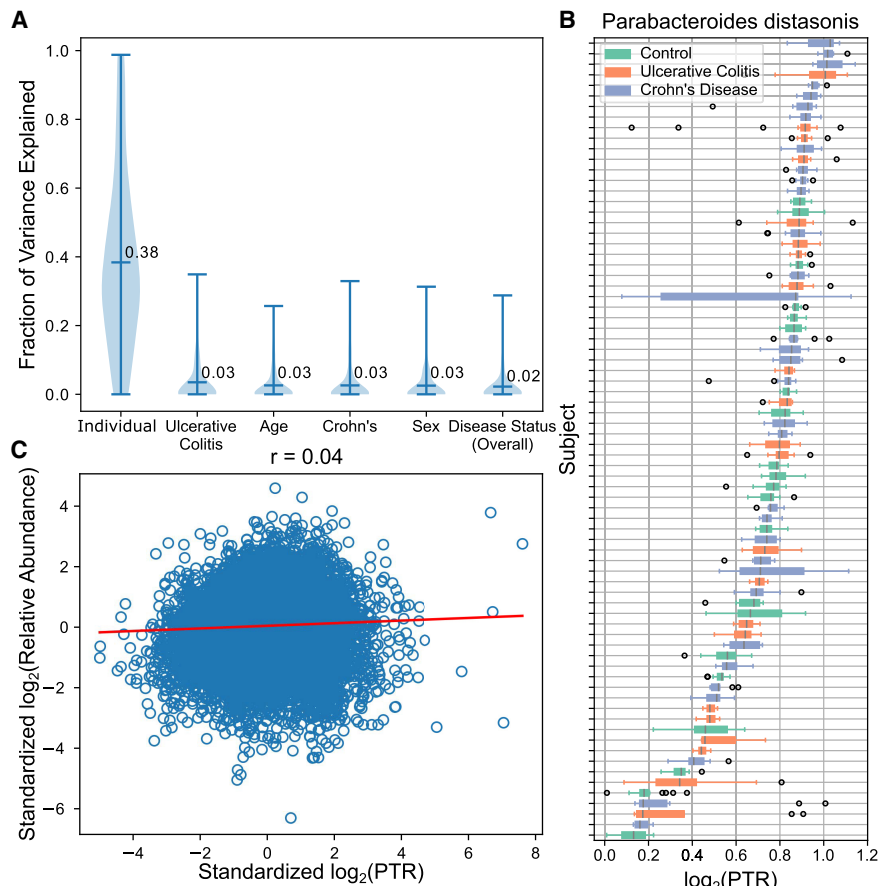 A
1.0
0.8
0.6
0.4
0.2
0.0
Fraction of Variance Explained
0.38
0.03
0.03
0.03
0.03
0.02
Individual
Ulcerative
Colitis
Age
Crohn's
Sex
Disease Status
(Overall)
B
Parabacteroides distasonis
Control
Ulcerative Colitis
Crohn's Disease
Subject
0.0
0.2
0.4
0.6
0.8
1.0
1.2
log2(PTR)
C
r = 0.04
4
2
0
−2
−4
−6
Standardized log2(Relative Abundance)
−4
−2
0
2
4
6
8
Standardized log2(PTR)